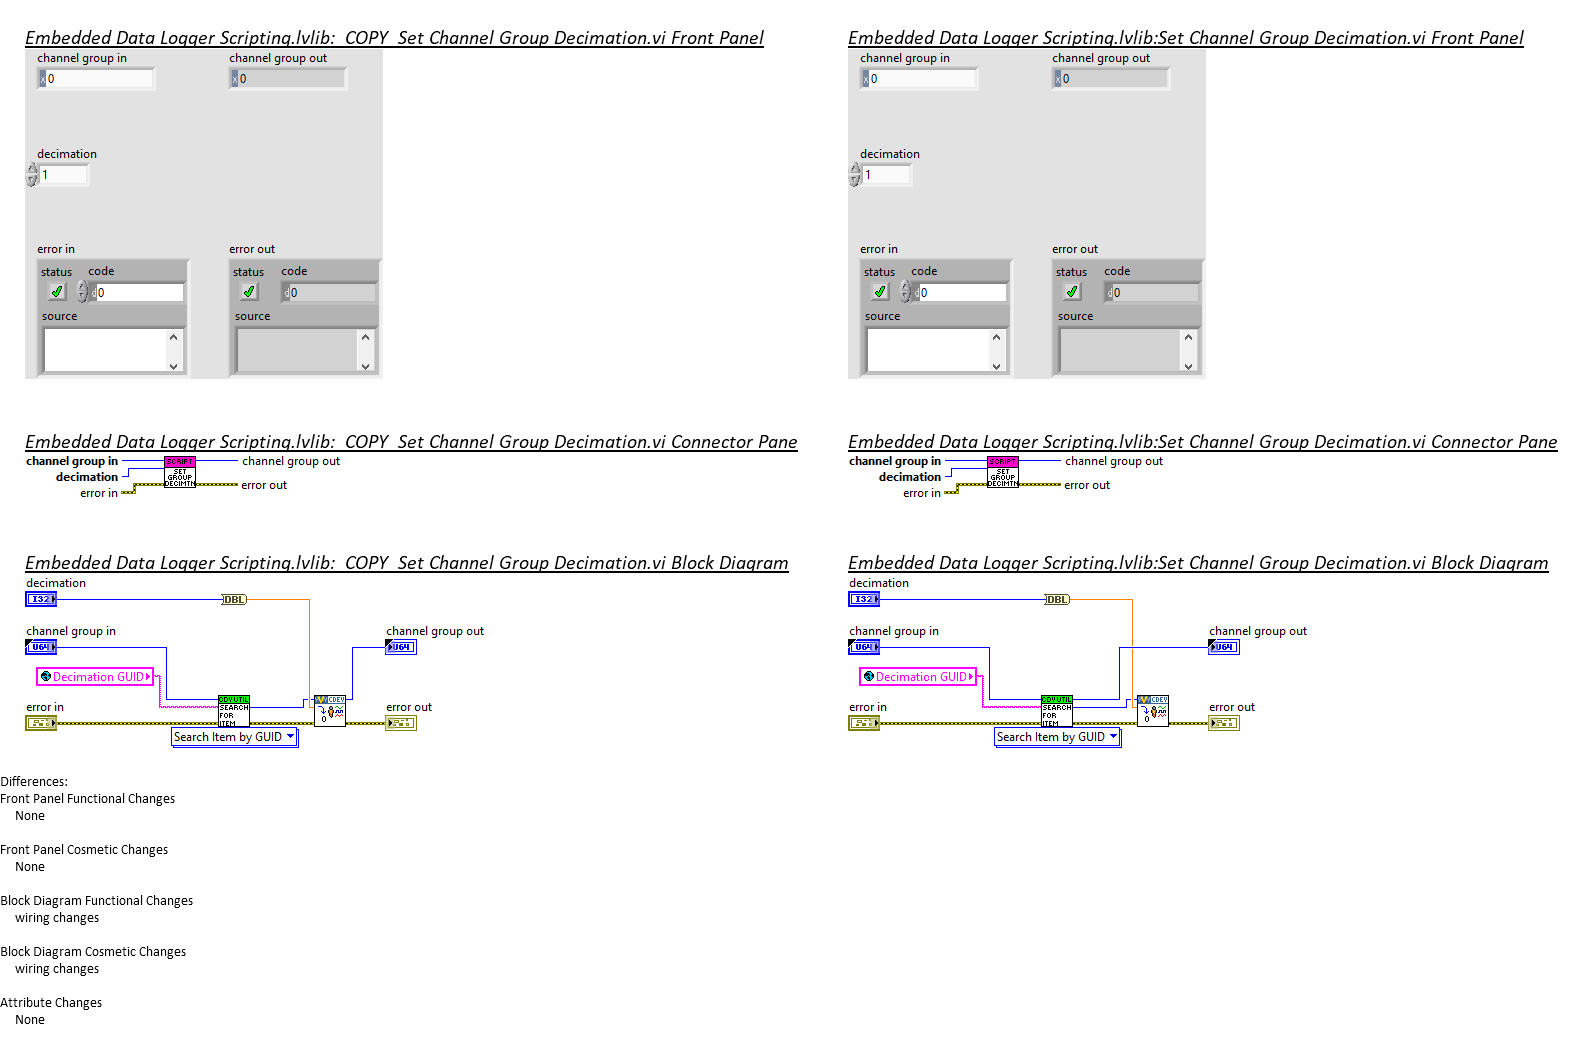 Embedded Data Logger Scripting.lvlib:_COPY_Set Channel Group Decimation.vi Front Panel
channel group in
channel group out
x 0
x 0
decimation
1
error in
error out
status
code
status
code
d 0
d 0
source
source
Embedded Data Logger Scripting.lvlib:Set Channel Group Decimation.vi Front Panel
channel group in
channel group out
x 0
x 0
decimation
1
error in
error out
status
code
status
code
d 0
d 0
source
source
Embedded Data Logger Scripting.lvlib:_COPY_Set Channel Group Decimation.vi Connector Pane
channel group in
SCRIPT
channel group out
decimation
SET
GROUP
DECIMTN
error in
error out
Embedded Data Logger Scripting.lvlib:Set Channel Group Decimation.vi Connector Pane
channel group in
SCRIPT
channel group out
decimation
SET
GROUP
DECIMTN
error in
error out
Embedded Data Logger Scripting.lvlib:_COPY_Set Channel Group Decimation.vi Block Diagram
decimation
I32
DBL
channel group in
channel group out
U64
U64
Decimation GUID
error in
CDV UTIL
SEARCH
FOR
ITEM
CDEV
0
error out
Search Item by GUID
Embedded Data Logger Scripting.lvlib:Set Channel Group Decimation.vi Block Diagram
decimation
I32
DBL
channel group in
channel group out
U64
U64
Decimation GUID
error in
CDV UTIL
SEARCH
FOR
ITEM
CDEV
0
error out
Search Item by GUID
Differences:
Front Panel Functional Changes
None
Front Panel Cosmetic Changes
None
Block Diagram Functional Changes
wiring changes
Block Diagram Cosmetic Changes
wiring changes
Attribute Changes
None